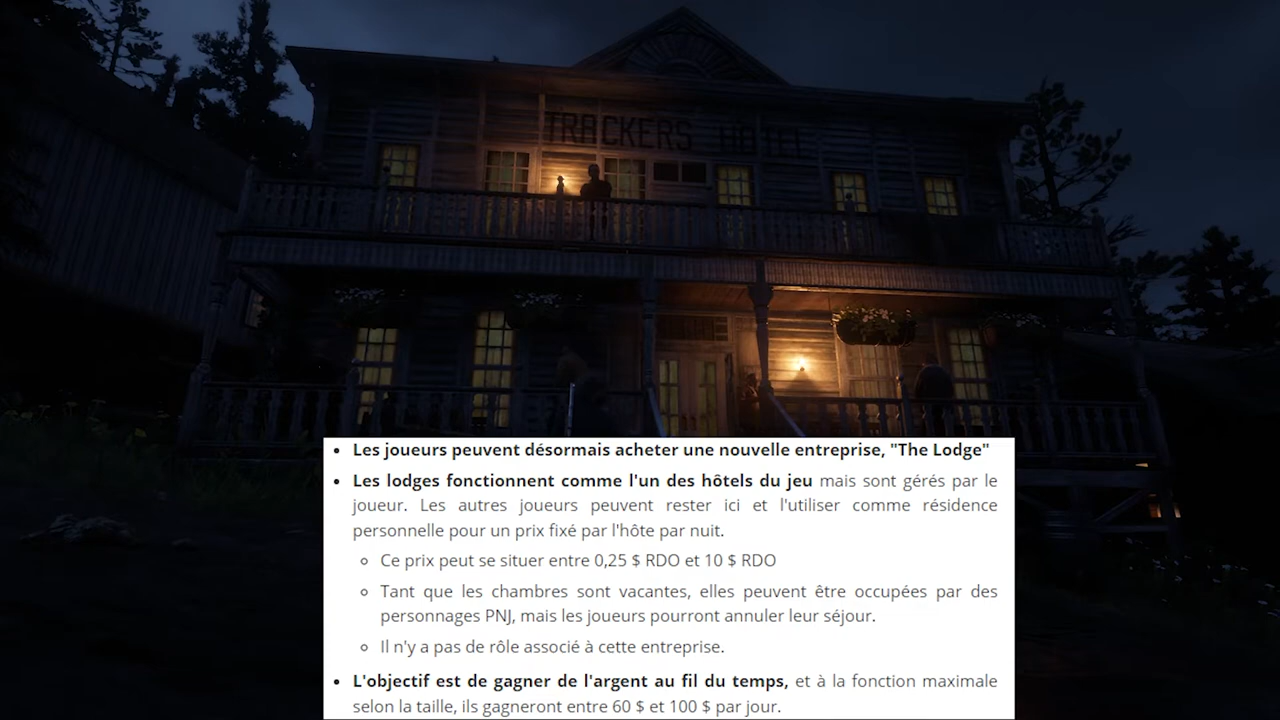 TRACKERS HOTEL
Les joueurs peuvent désormais acheter une nouvelle entreprise, "The Lodge"
Les lodges fonctionnent comme l'un des hôtels du jeu mais sont gérés par le
joueur. Les autres joueurs peuvent rester ici et l'utiliser comme résidence
personnelle pour un prix fixé par l'hôte par nuit.
Ce prix peut se situer entre 0,25 $ RDO et 10 $ RDO
Tant que les chambres sont vacantes, elles peuvent être occupées par des
personnages PNJ, mais les joueurs pourront annuler leur séjour.
Il n'y a pas de rôle associé à cette entreprise.
L'objectif est de gagner de l'argent au fil du temps, et à la fonction maximale
selon la taille, ils gagneront entre 60 $ et 100 $ par jour.